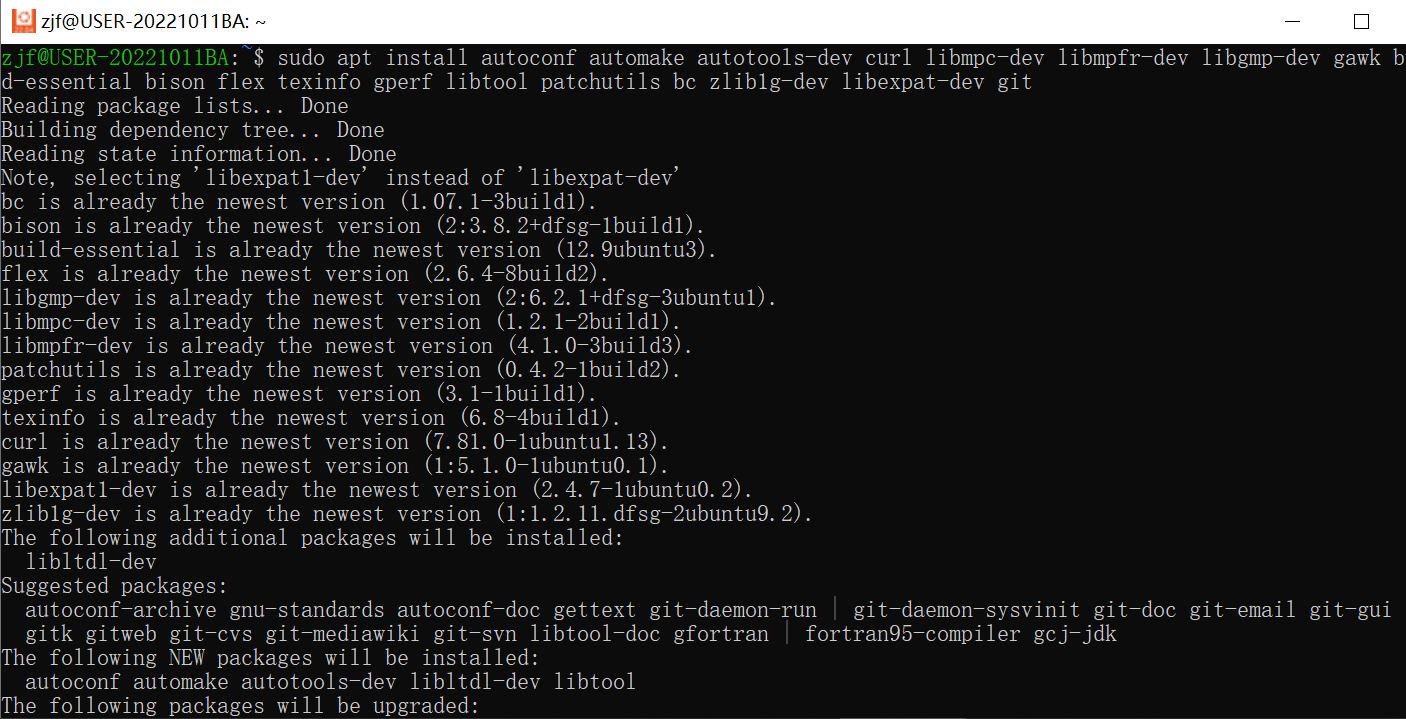 zjf@USER-20221011BA: ~
zjf@USER-20221011BA:~$ sudo apt install autoconf automake autotools-dev curl libmpc-dev libmpfr-dev libgmp-dev gawk b
d-essential bison flex texinfo gperf libtool patchutils bc zlib1g-dev libexpat-dev git
Reading package lists... Done
Building dependency tree... Done
Reading state information... Done
Note, selecting 'libexpat1-dev' instead of 'libexpat-dev'
bc is already the newest version (1.07.1-3build1).
bison is already the newest version (2:3.8.2+dfsg-1build1).
build-essential is already the newest version (12.9ubuntu3).
flex is already the newest version (2.6.4-8build2).
libgmp-dev is already the newest version (2:6.2.1+dfsg-3ubuntu1).
libmpc-dev is already the newest version (1.2.1-2build1).
libmpfr-dev is already the newest version (4.1.0-3build3).
patchutils is already the newest version (0.4.2-1build2).
gperf is already the newest version (3.1-1build1).
texinfo is already the newest version (6.8-4build1).
curl is already the newest version (7.81.0-1ubuntu1.13).
gawk is already the newest version (1:5.1.0-1ubuntu0.1).
libexpat1-dev is already the newest version (2.4.7-1ubuntu0.2).
zlib1g-dev is already the newest version (1:1.2.11.dfsg-2ubuntu9.2).
The following additional packages will be installed:
  libltdl-dev
Suggested packages:
  autoconf-archive gnu-standards autoconf-doc gettext git-daemon-run | git-daemon-sysvinit git-doc git-email git-gui
  gitk gitweb git-cvs git-mediawiki git-svn libtool-doc gfortran | fortran95-compiler gcj-jdk
The following NEW packages will be installed:
  autoconf automake autotools-dev libltdl-dev libtool
The following packages will be upgraded: